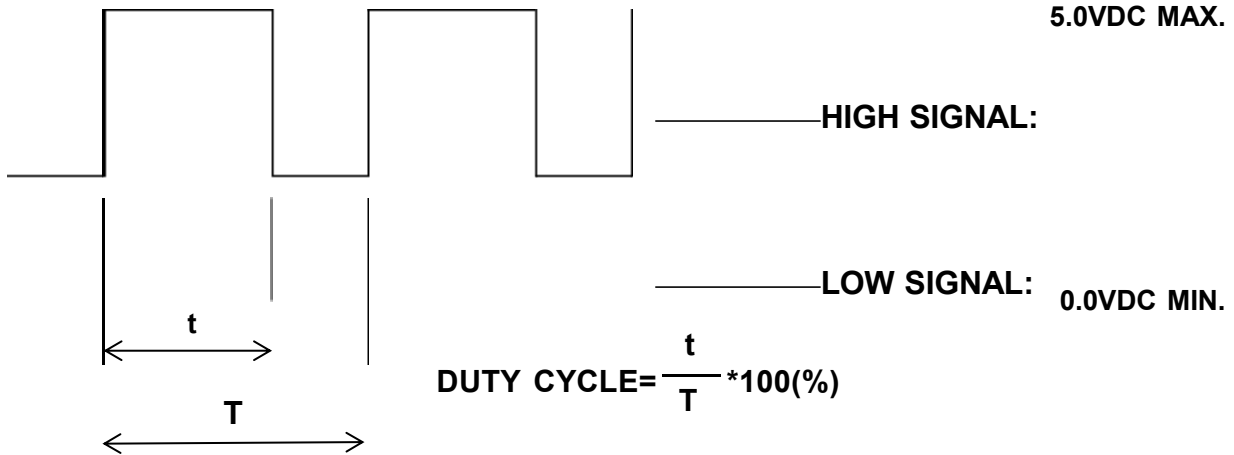 5.0VDC MAX.
HIGH SIGNAL:
LOW SIGNAL: 0.0VDC MIN.
t
DUTY CYCLE= t/T *100(%)
T